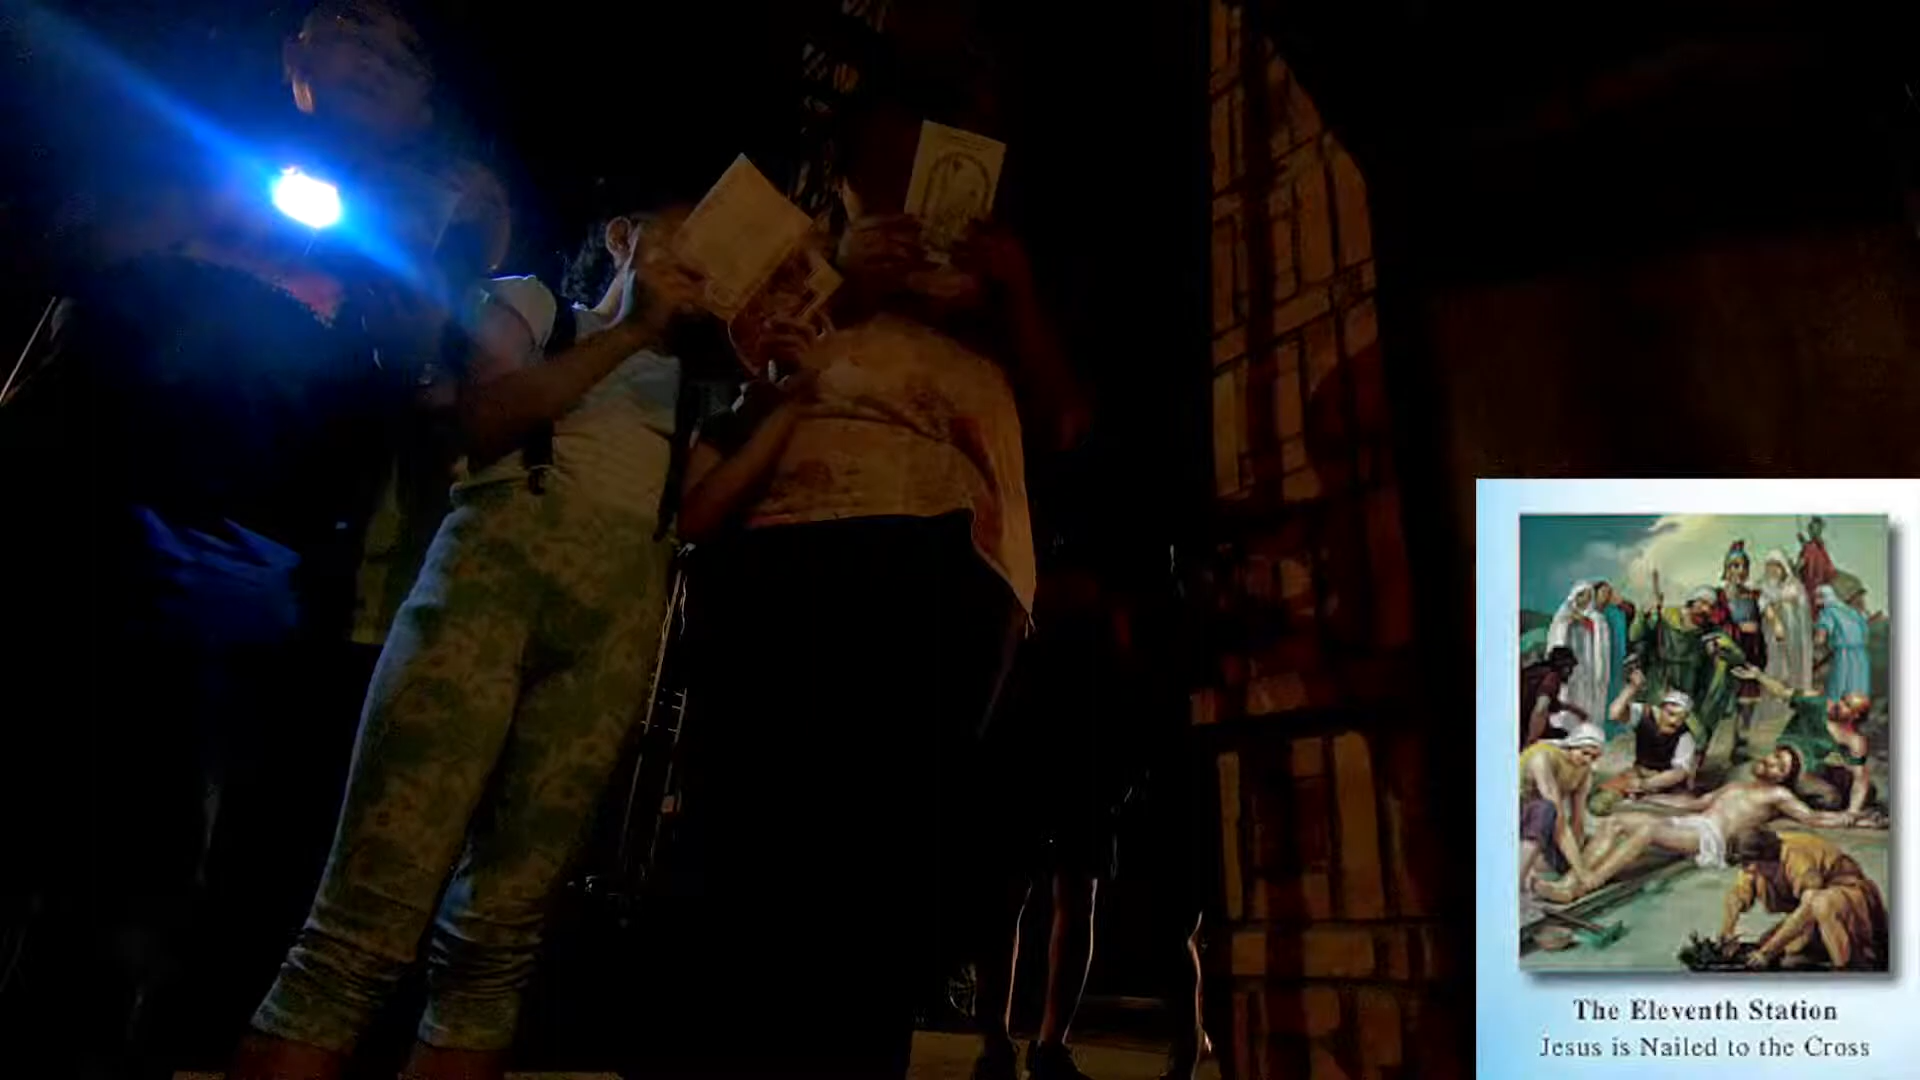 The Eleventh Station
Jesus is Nailed to the Cross